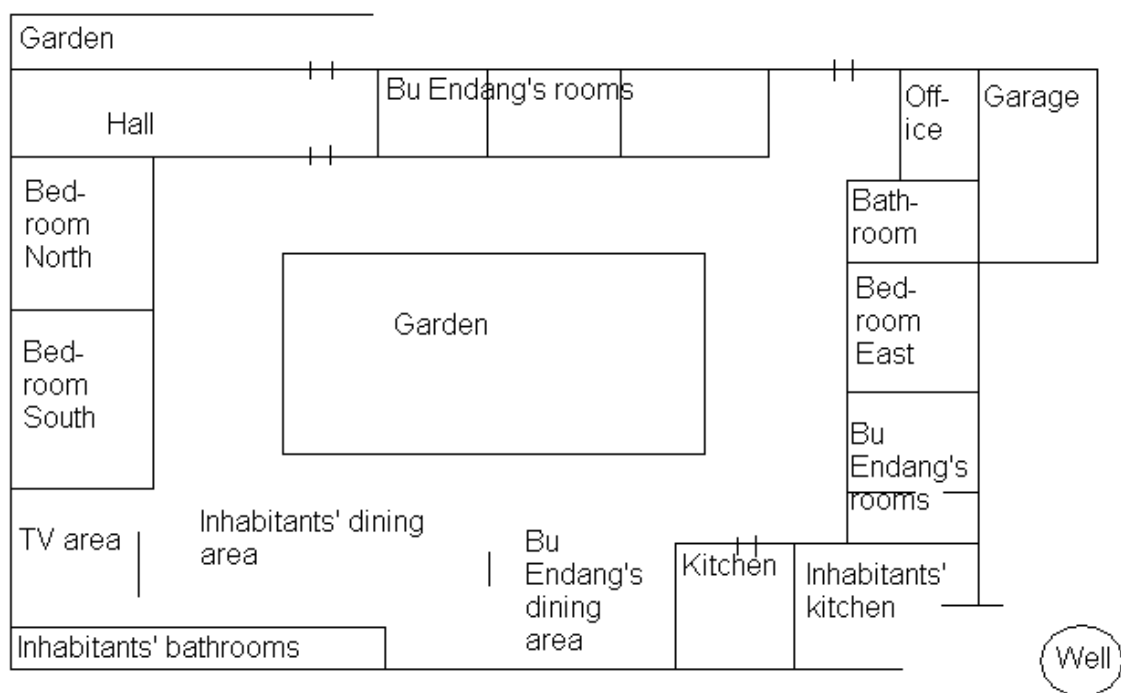 Garden
Bu Endang's rooms
Off-
ice
Garage
Hall
Bed-
room
North
Bath-
room
Garden
Bed-
room
East
Bed-
room
South
Bu
Endang's
rooms
TV area
Inhabitants' dining
area
Bu
Endang's
dining
area
Kitchen
Inhabitants'
kitchen
Inhabitants' bathrooms
Well